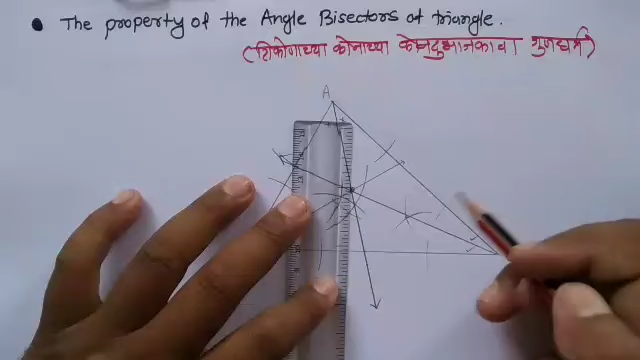 • The property of the Angle Bisectors of triangle.
(त्रिकोणाच्या कोनाच्या कोनदुभाजकाचा गुणधर्म)
A